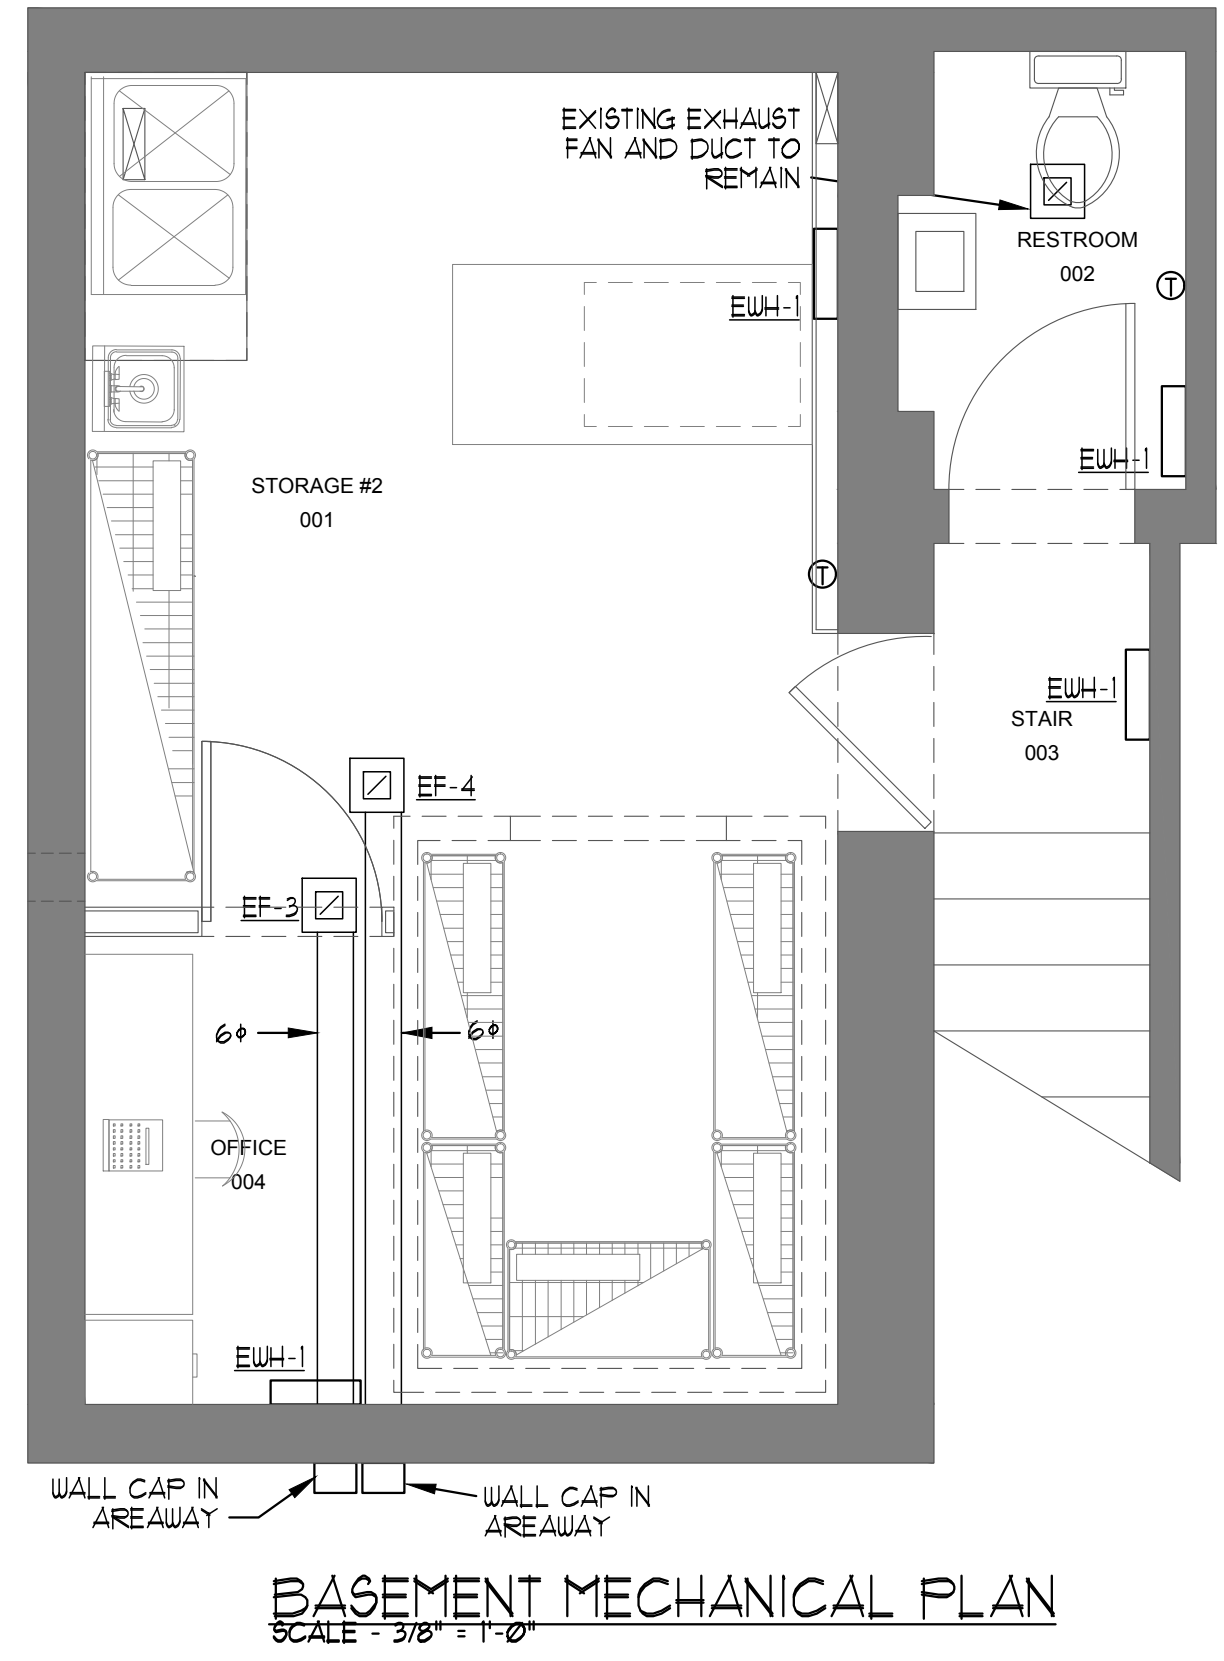 EXISTING EXHAUST
FAN AND DUCT TO
REMAIN
RESTROOM
002
T
EWH-1
EWH-1
STORAGE #2
001
T
EWH-1
STAIR
003
EF-4
EF-3
6ϕ
6ϕ
OFFICE
004
EWH-1
WALL CAP IN
AREAWAY
WALL CAP IN
AREAWAY
BASEMENT MECHANICAL PLAN
SCALE - 3/8" = 1'-0"